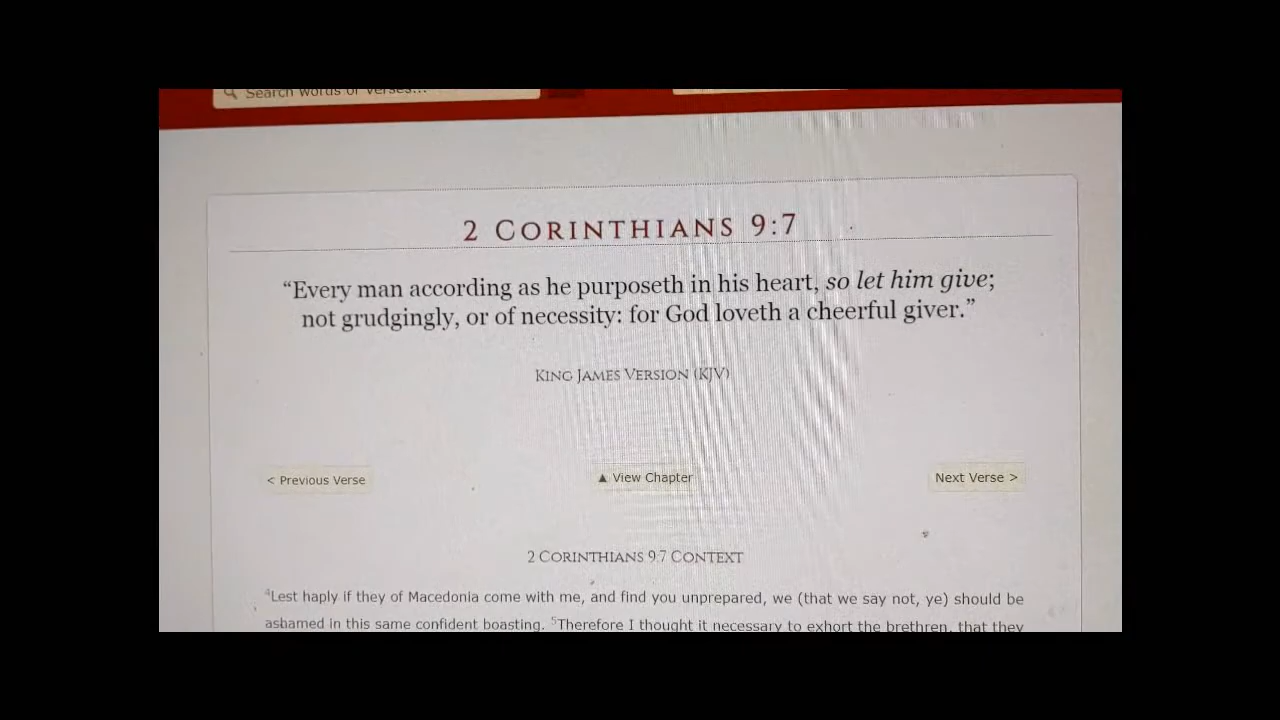 Search words or verses...
2 Corinthians 9:7
“Every man according as he purposeth in his heart, so let him give;
not grudgingly, or of necessity: for God loveth a cheerful giver.”
King James Version (KJV)
< Previous Verse
▲ View Chapter
Next Verse >
2 Corinthians 9:7 Context
⁴Lest haply if they of Macedonia come with me, and find you unprepared, we (that we say not, ye) should be
ashamed in this same confident boasting. ⁵Therefore I thought it necessary to exhort the brethren, that they